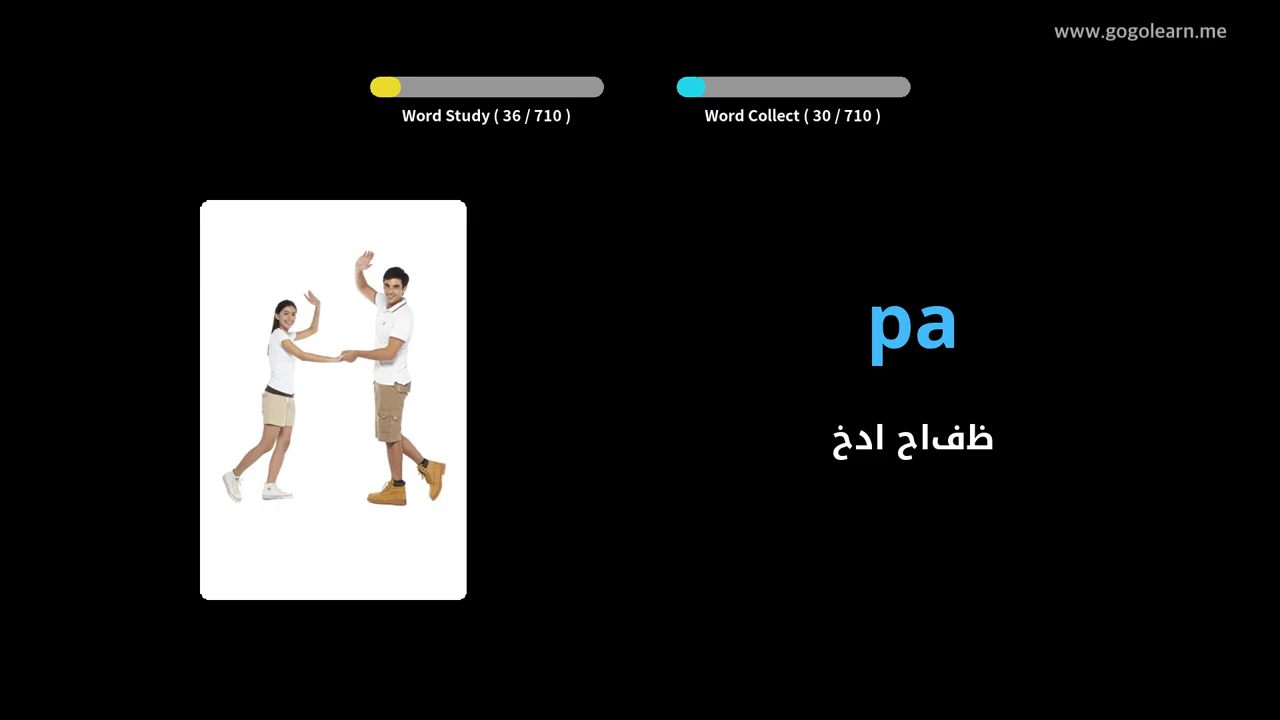 www.gogolearn.me
Word Study ( 36 / 710 )
Word Collect ( 30 / 710 )
pa
ظفاح ادخ